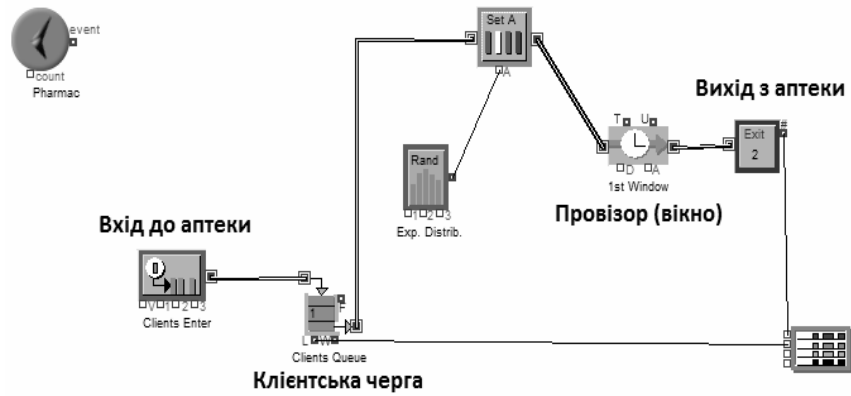 event
count
Pharmac
Set A
A
Вихід з аптеки
T U
#
Exit
2
D A
1st Window
Провізор (вікно)
Rand
1 2 3
Exp. Distrib.
Вхід до аптеки
0
V 1 2 3
Clients Enter
F
1
L W
Clients Queue
Клієнтська черга